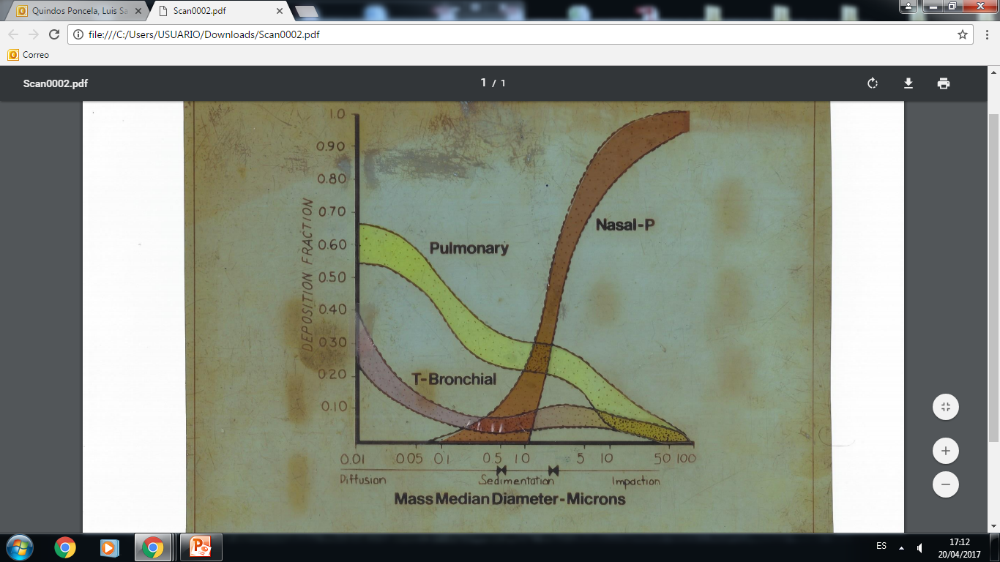 Quindos Poncela, Luis Sa
Scan0002.pdf
file:///C:/Users/USUARIO/Downloads/Scan0002.pdf
Correo
Scan0002.pdf
1 / 1
1.0
0.90
0.80
0.70
0.60
0.50
0.40
0.30
0.20
0.10
DEPOSITION FRACTION
Nasal-P
Pulmonary
T-Bronchial
0.01 0.05 0.1 0.5 1.0 5 10 50 100
Diffusion Sedimentation Impaction
Mass Median Diameter-Microns
ES
17:12
20/04/2017